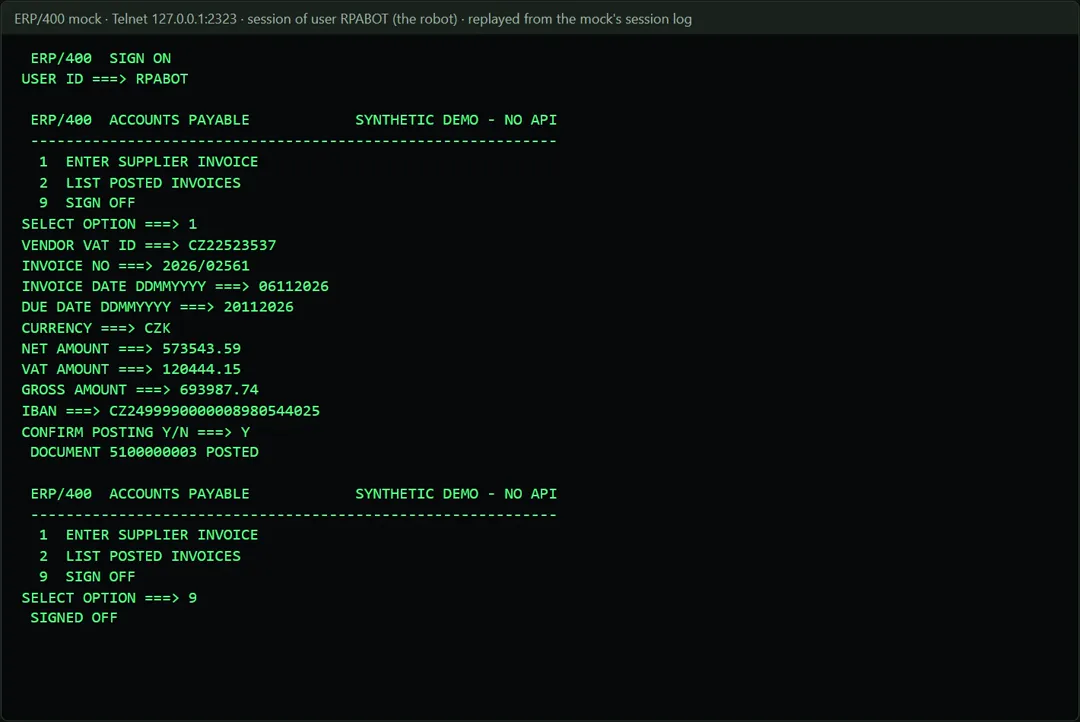 ERP/400 mock · Telnet 127.0.0.1:2323 · session of user RPABOT (the robot) · replayed from the mock's session log
ERP/400 SIGN ON
USER ID ===> RPABOT
ERP/400 ACCOUNTS PAYABLE SYNTHETIC DEMO - NO API
------------------------------------------------------------
1 ENTER SUPPLIER INVOICE
2 LIST POSTED INVOICES
9 SIGN OFF
SELECT OPTION ===> 1
VENDOR VAT ID ===> CZ22523537
INVOICE NO ===> 2026/02561
INVOICE DATE DDMMYYYY ===> 06112026
DUE DATE DDMMYYYY ===> 20112026
CURRENCY ===> CZK
NET AMOUNT ===> 573543.59
VAT AMOUNT ===> 120444.15
GROSS AMOUNT ===> 693987.74
IBAN ===> CZ2499990000008980544025
CONFIRM POSTING Y/N ===> Y
DOCUMENT 5100000003 POSTED
ERP/400 ACCOUNTS PAYABLE SYNTHETIC DEMO - NO API
------------------------------------------------------------
1 ENTER SUPPLIER INVOICE
2 LIST POSTED INVOICES
9 SIGN OFF
SELECT OPTION ===> 9
SIGNED OFF